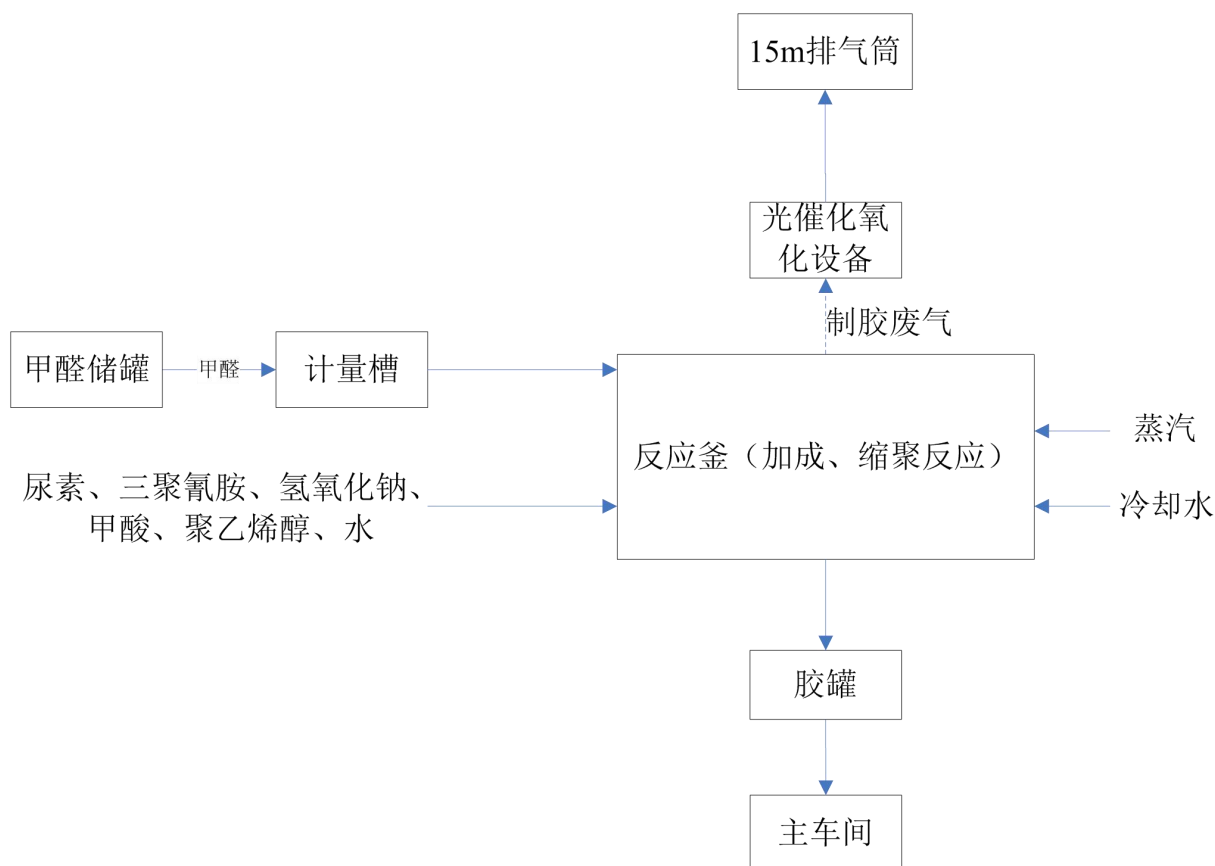 15m排气筒
光催化氧
化设备
制胶废气
甲醛储罐
甲醛
计量槽
反应釜（加成、缩聚反应）
蒸汽
尿素、三聚氰胺、氢氧化钠、
甲酸、聚乙烯醇、水
冷却水
胶罐
主车间